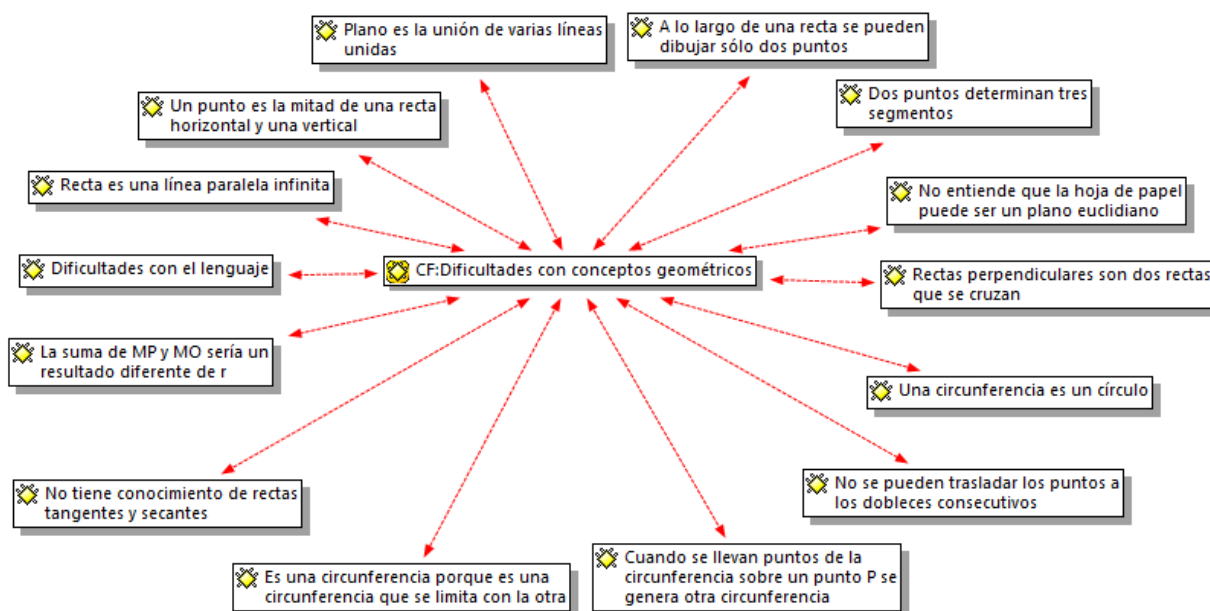 Plano es la unión de varias líneas
unidas
A lo largo de una recta se pueden
dibujar sólo dos puntos
Un punto es la mitad de una recta
horizontal y una vertical
Dos puntos determinan tres
segmentos
Recta es una línea paralela infinita
No entiende que la hoja de papel
puede ser un plano euclidiano
Dificultades con el lenguaje
CF:Dificultades con conceptos geométricos
Rectas perpendiculares son dos rectas
que se cruzan
La suma de MP y MO sería un
resultado diferente de r
Una circunferencia es un círculo
No tiene conocimiento de rectas
tangentes y secantes
No se pueden trasladar los puntos a
los dobleces consecutivos
Es una circunferencia porque es una
circunferencia que se limita con la otra
Cuando se llevan puntos de la
circunferencia sobre un punto P se
genera otra circunferencia